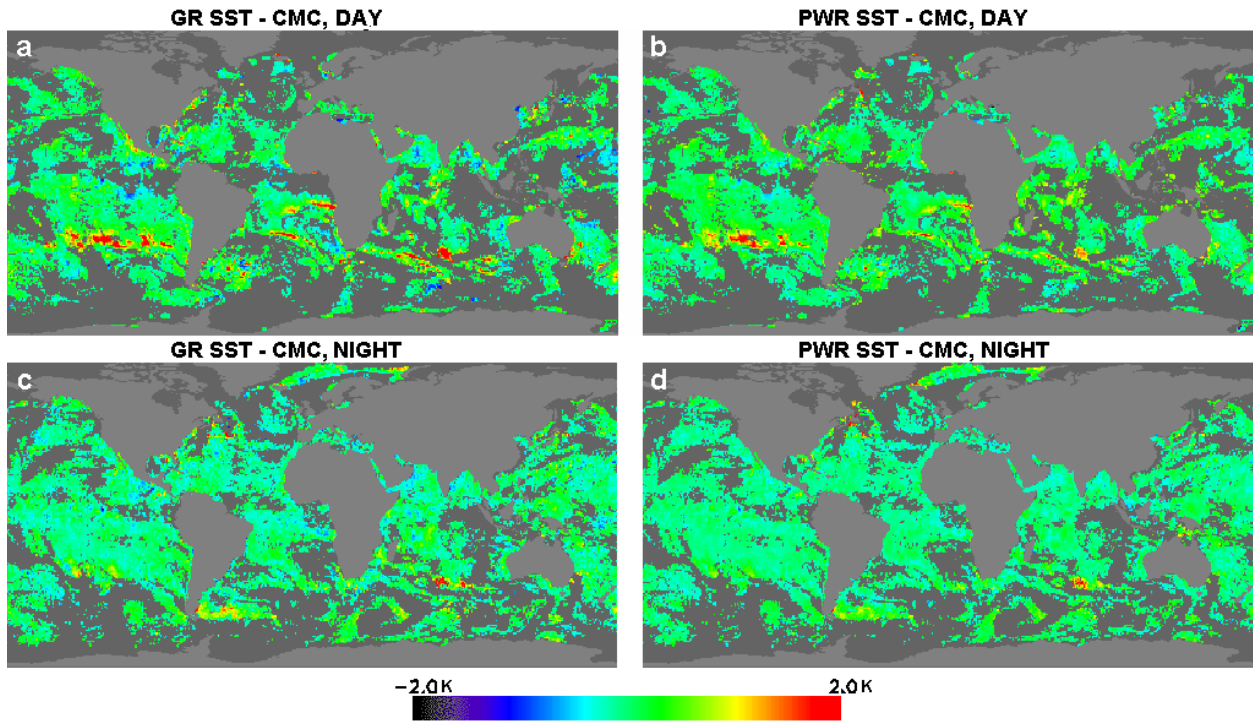 GR SST - CMC, DAY
PWR SST - CMC, DAY
a
b
GR SST - CMC, NIGHT
PWR SST - CMC, NIGHT
c
d
−2.0K
2.0K